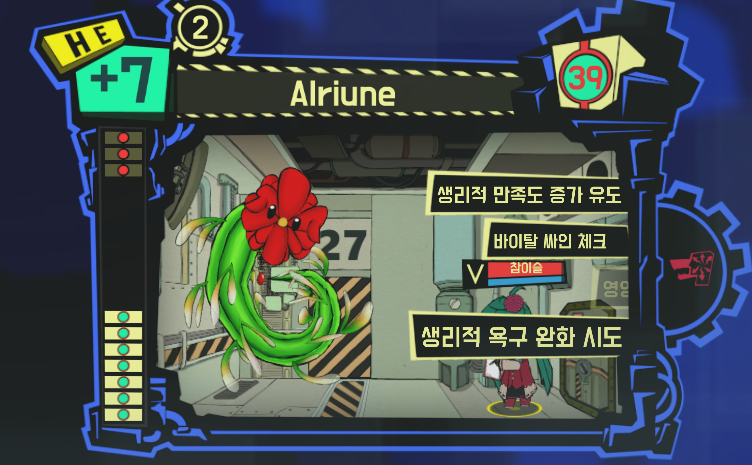 HE
+7
2
Alriune
39
생리적 만족도 증가 유도
바이탈 싸인 체크
27
V
참이슬
생리적 욕구 완화 시도